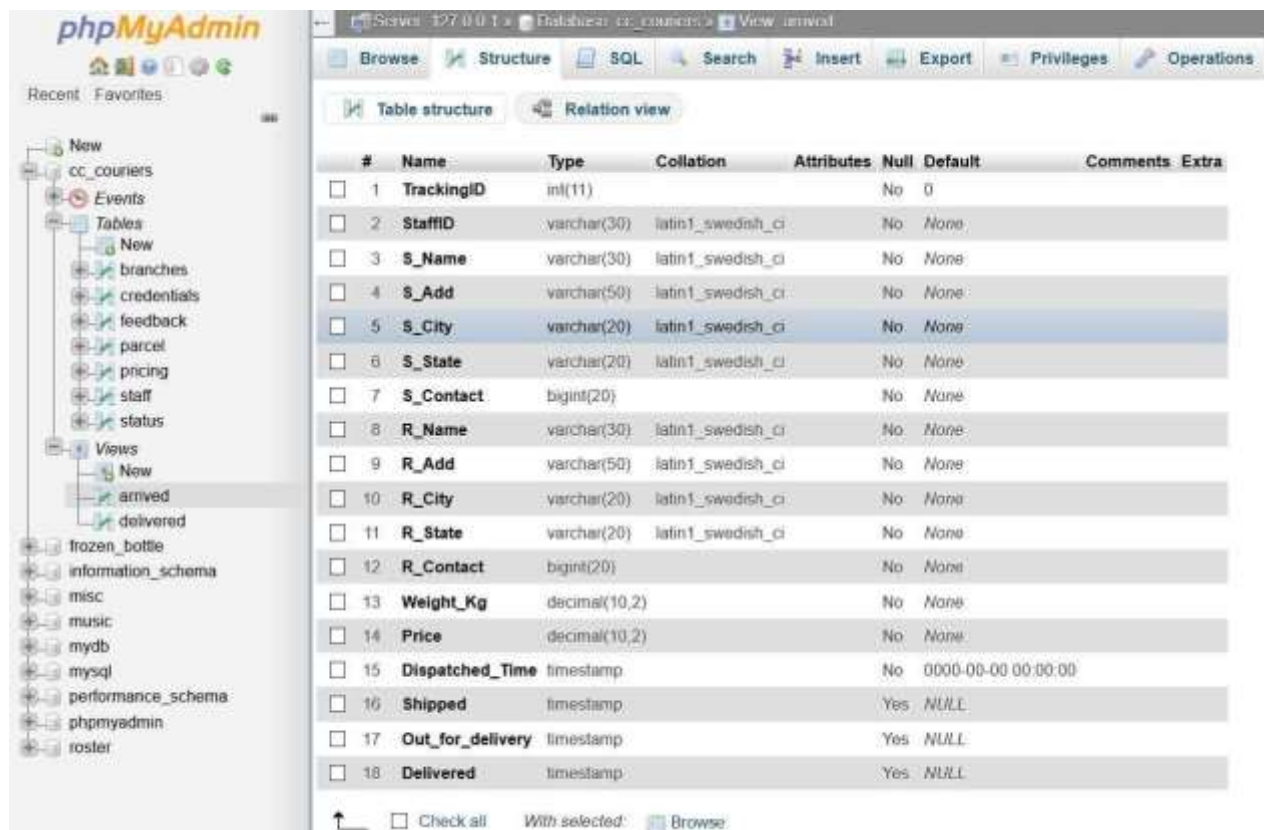 phpMyAdmin
Recent Favorites
New
cc_couriers
Events
Tables
New
branches
credentials
feedback
parcel
pricing
staff
status
Views
New
arrived
delivered
frozen_bottle
information_schema
misc
music
mydb
mysql
performance_schema
phpmyadmin
roster
Server: 127.0.0.1 » Database: cc_couriers » View: arrived
Browse Structure SQL Search Insert Export Privileges Operations
Table structure Relation view
# Name Type Collation Attributes Null Default Comments Extra
1 TrackingID int(11) No 0
2 StaffID varchar(30) latin1_swedish_ci No None
3 S_Name varchar(30) latin1_swedish_ci No None
4 S_Add varchar(50) latin1_swedish_ci No None
5 S_City varchar(20) latin1_swedish_ci No None
6 S_State varchar(20) latin1_swedish_ci No None
7 S_Contact bigint(20) No None
8 R_Name varchar(30) latin1_swedish_ci No None
9 R_Add varchar(50) latin1_swedish_ci No None
10 R_City varchar(20) latin1_swedish_ci No None
11 R_State varchar(20) latin1_swedish_ci No None
12 R_Contact bigint(20) No None
13 Weight_Kg decimal(10,2) No None
14 Price decimal(10,2) No None
15 Dispatched_Time timestamp No 0000-00-00 00:00:00
16 Shipped timestamp Yes NULL
17 Out_for_delivery timestamp Yes NULL
18 Delivered timestamp Yes NULL
Check all With selected: Browse